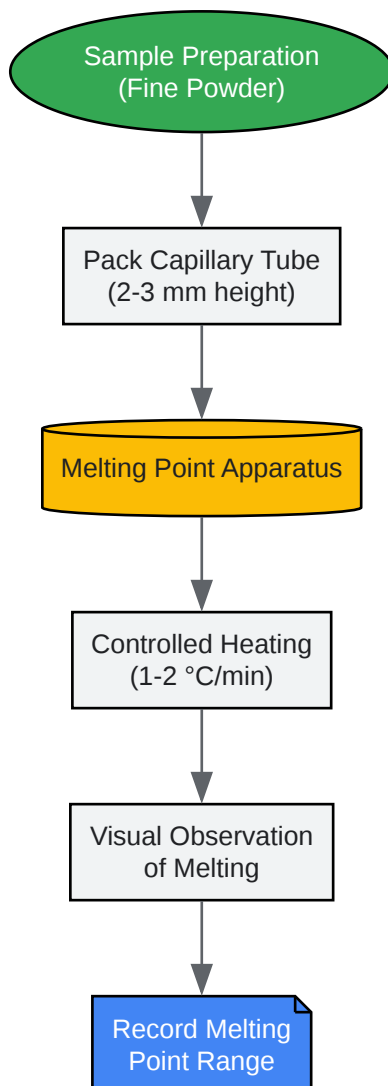 Sample Preparation
(Fine Powder)
Pack Capillary Tube
(2-3 mm height)
Melting Point Apparatus
Controlled Heating
(1-2 °C/min)
Visual Observation
of Melting
Record Melting
Point Range